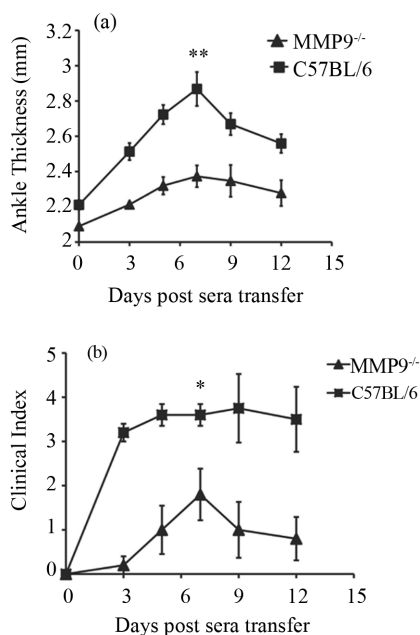 (a)
3.2
3
2.8
2.6
2.4
2.2
2
Ankle Thickness (mm)
**
MMP9-/-
C57BL/6
0 3 6 9 12 15
Days post sera transfer
(b)
5
4
3
2
1
0
Clinical Index
*
MMP9-/-
C57BL/6
0 3 6 9 12 15
Days post sera transfer